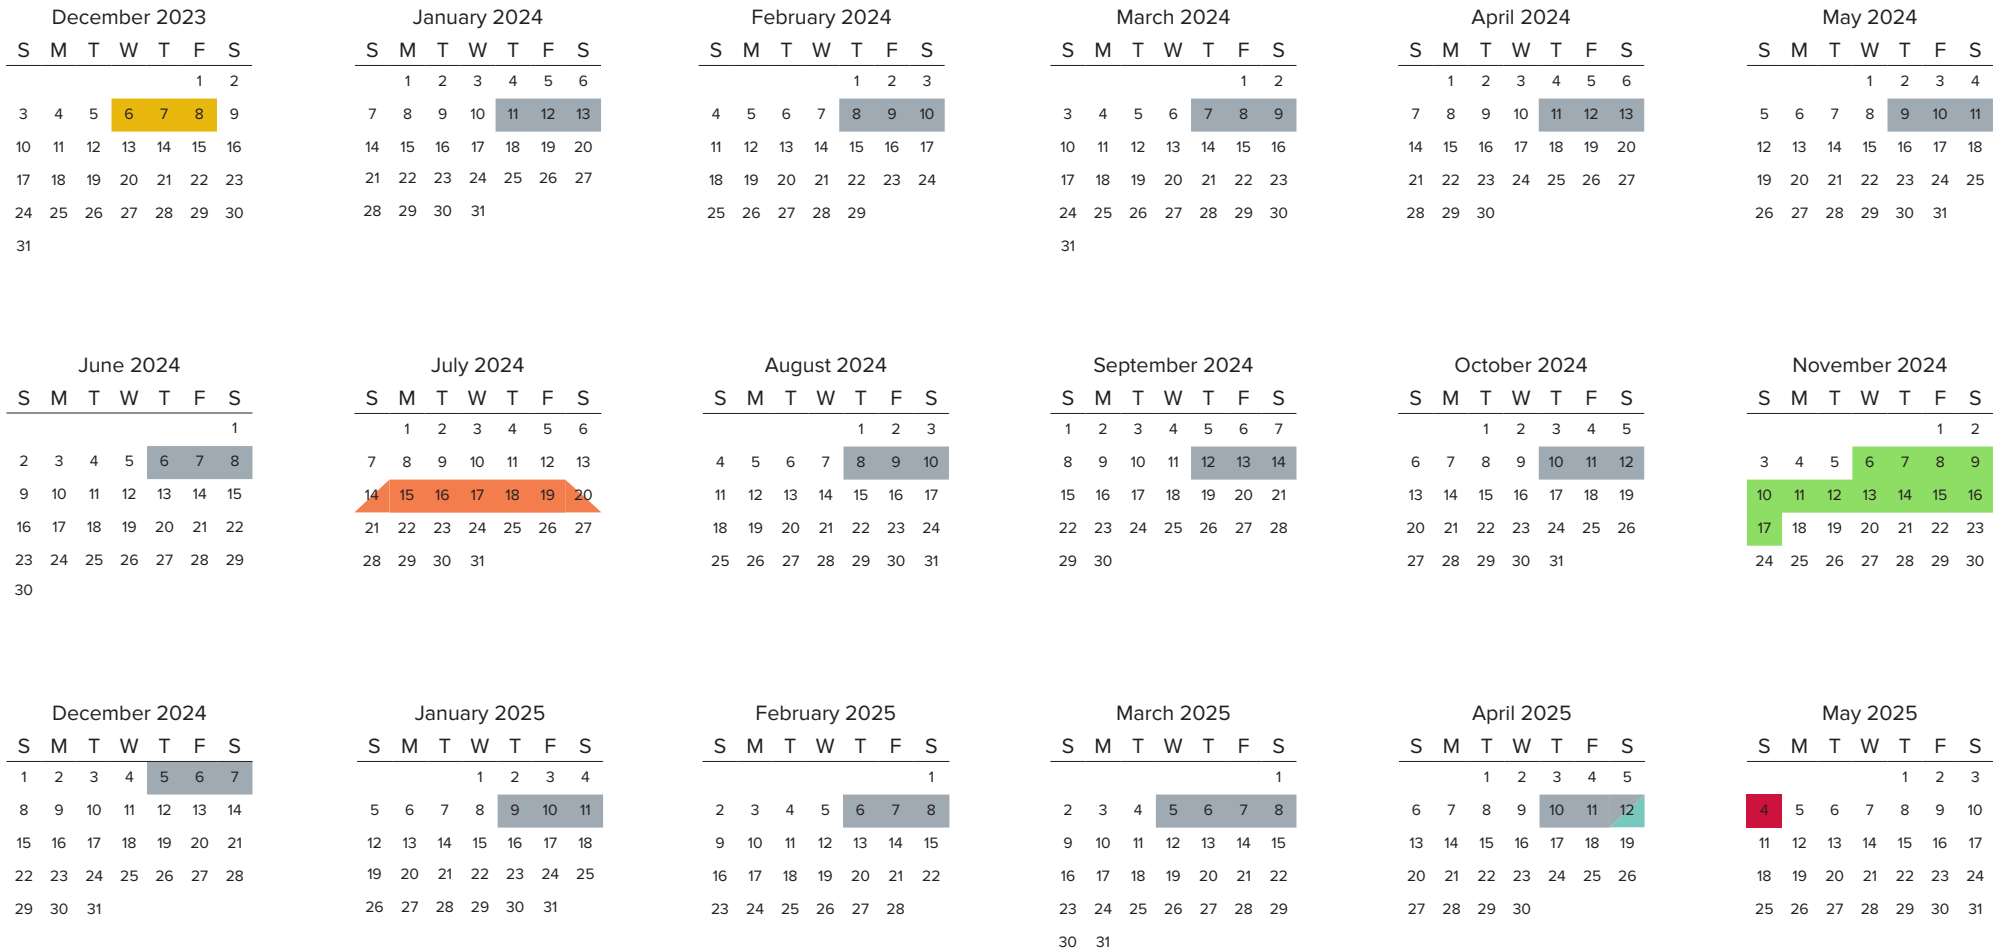 December 2023
S M T W T F S
1 2
3 4 5 6 7 8 9
10 11 12 13 14 15 16
17 18 19 20 21 22 23
24 25 26 27 28 29 30
31
January 2024
S M T W T F S
1 2 3 4 5 6
7 8 9 10 11 12 13
14 15 16 17 18 19 20
21 22 23 24 25 26 27
28 29 30 31
February 2024
S M T W T F S
1 2 3
4 5 6 7 8 9 10
11 12 13 14 15 16 17
18 19 20 21 22 23 24
25 26 27 28 29
March 2024
S M T W T F S
1 2
3 4 5 6 7 8 9
10 11 12 13 14 15 16
17 18 19 20 21 22 23
24 25 26 27 28 29 30
31
April 2024
S M T W T F S
1 2 3 4 5 6
7 8 9 10 11 12 13
14 15 16 17 18 19 20
21 22 23 24 25 26 27
28 29 30
May 2024
S M T W T F S
1 2 3 4
5 6 7 8 9 10 11
12 13 14 15 16 17 18
19 20 21 22 23 24 25
26 27 28 29 30 31
June 2024
S M T W T F S
1
2 3 4 5 6 7 8
9 10 11 12 13 14 15
16 17 18 19 20 21 22
23 24 25 26 27 28 29
30
July 2024
S M T W T F S
1 2 3 4 5 6
7 8 9 10 11 12 13
14 15 16 17 18 19 20
21 22 23 24 25 26 27
28 29 30 31
August 2024
S M T W T F S
1 2 3
4 5 6 7 8 9 10
11 12 13 14 15 16 17
18 19 20 21 22 23 24
25 26 27 28 29 30 31
September 2024
S M T W T F S
1 2 3 4 5 6 7
8 9 10 11 12 13 14
15 16 17 18 19 20 21
22 23 24 25 26 27 28
29 30
October 2024
S M T W T F S
1 2 3 4 5
6 7 8 9 10 11 12
13 14 15 16 17 18 19
20 21 22 23 24 25 26
27 28 29 30 31
November 2024
S M T W T F S
1 2
3 4 5 6 7 8 9
10 11 12 13 14 15 16
17 18 19 20 21 22 23
24 25 26 27 28 29 30
December 2024
S M T W T F S
1 2 3 4 5 6 7
8 9 10 11 12 13 14
15 16 17 18 19 20 21
22 23 24 25 26 27 28
29 30 31
January 2025
S M T W T F S
1 2 3 4
5 6 7 8 9 10 11
12 13 14 15 16 17 18
19 20 21 22 23 24 25
26 27 28 29 30 31
February 2025
S M T W T F S
1
2 3 4 5 6 7 8
9 10 11 12 13 14 15
16 17 18 19 20 21 22
23 24 25 26 27 28
March 2025
S M T W T F S
1
2 3 4 5 6 7 8
9 10 11 12 13 14 15
16 17 18 19 20 21 22
23 24 25 26 27 28 29
30 31
April 2025
S M T W T F S
1 2 3 4 5
6 7 8 9 10 11 12
13 14 15 16 17 18 19
20 21 22 23 24 25 26
27 28 29 30
May 2025
S M T W T F S
1 2 3
4 5 6 7 8 9 10
11 12 13 14 15 16 17
18 19 20 21 22 23 24
25 26 27 28 29 30 31